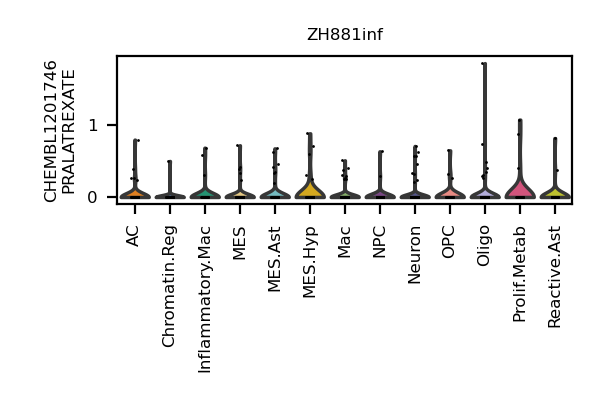 ZH881inf
CHEMBL1201746
PRALATREXATE
1
0
AC
Chromatin.Reg
Inflammatory.Mac
MES
MES.Ast
MES.Hyp
Mac
NPC
Neuron
OPC
Oligo
Prolif.Metab
Reactive.Ast